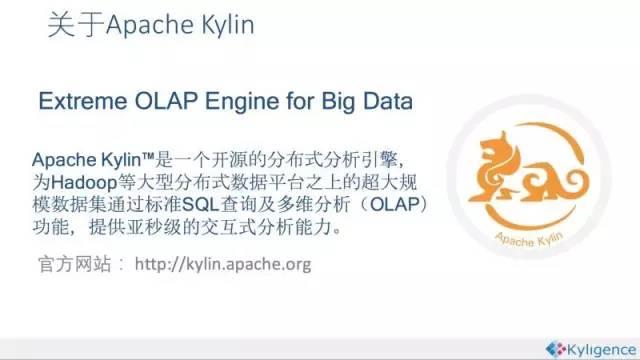 关于Apache Kylin
Extreme OLAP Engine for Big Data
Apache Kylin™是一个开源的分布式分析引擎，
为Hadoop等大型分布式数据平台之上的超大规
模数据集通过标准SQL查询及多维分析（OLAP）
功能，提供亚秒级的交互式分析能力。
官方网站： http://kylin.apache.org
Apache Kylin
Kyligence